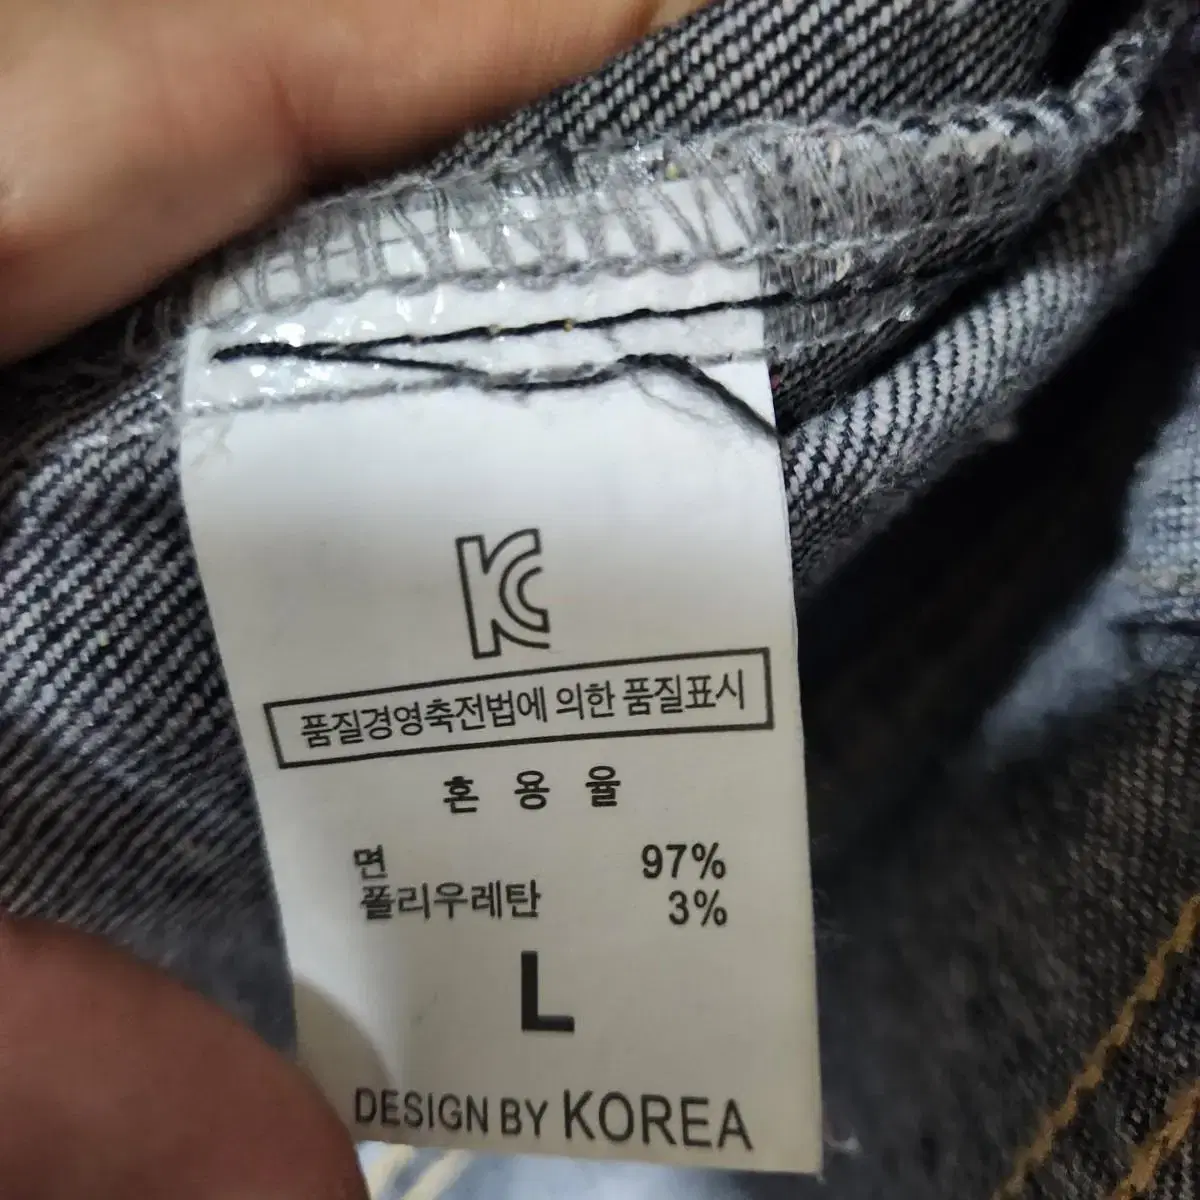 KC
품질경영축전법에 의한 품질표시
혼 용 율
면 97%
폴리우레탄 3%
L
DESIGN BY KOREA